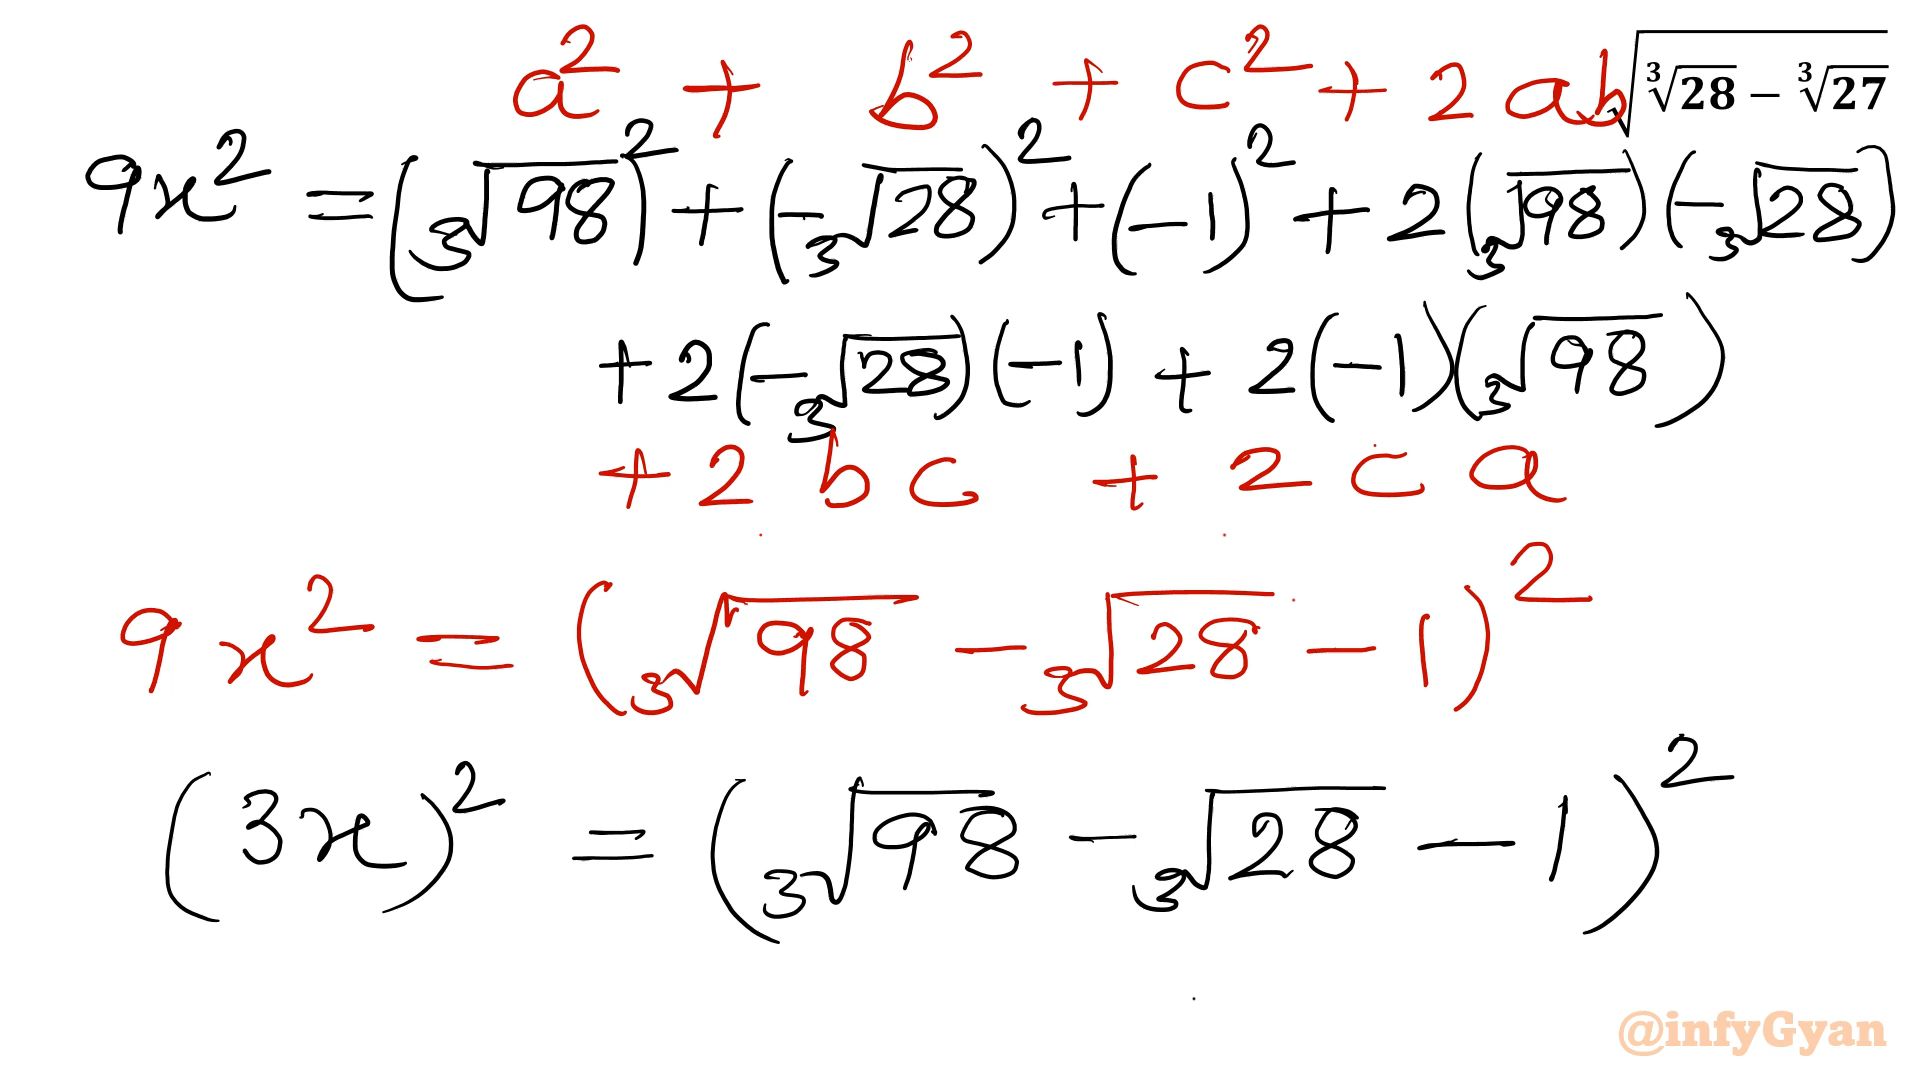 a² + b² + c² + 2ab √(∛28 − ∛27)
9x² = (∛98)² + (−∛28)² + (−1)² + 2(∛98)(−∛28)
+ 2(−∛28)(−1) + 2(−1)(∛98)
+ 2bc + 2ca
9x² = (∛98 − ∛28 − 1)²
(3x)² = (∛98 − ∛28 − 1)²
@infyGyan